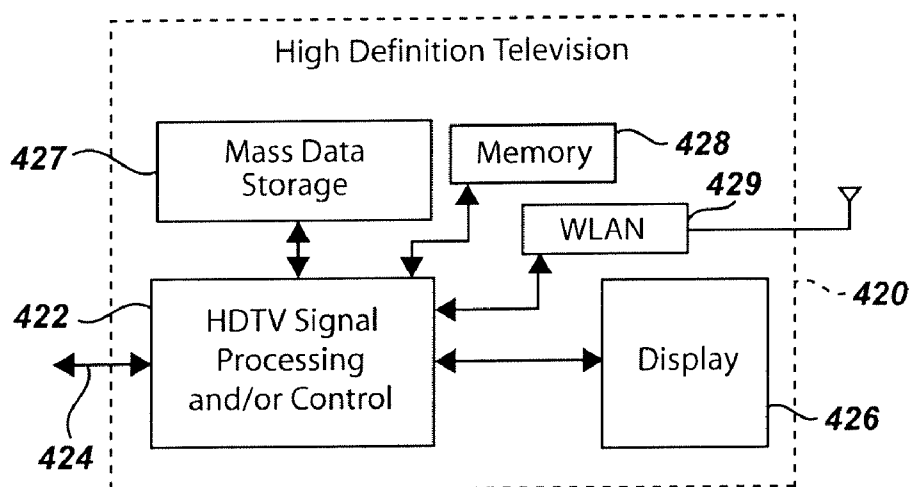 High Definition Television
427
Mass Data
Storage
Memory
428
429
WLAN
422
HDTV Signal
Processing
and/or Control
Display
420
424
426